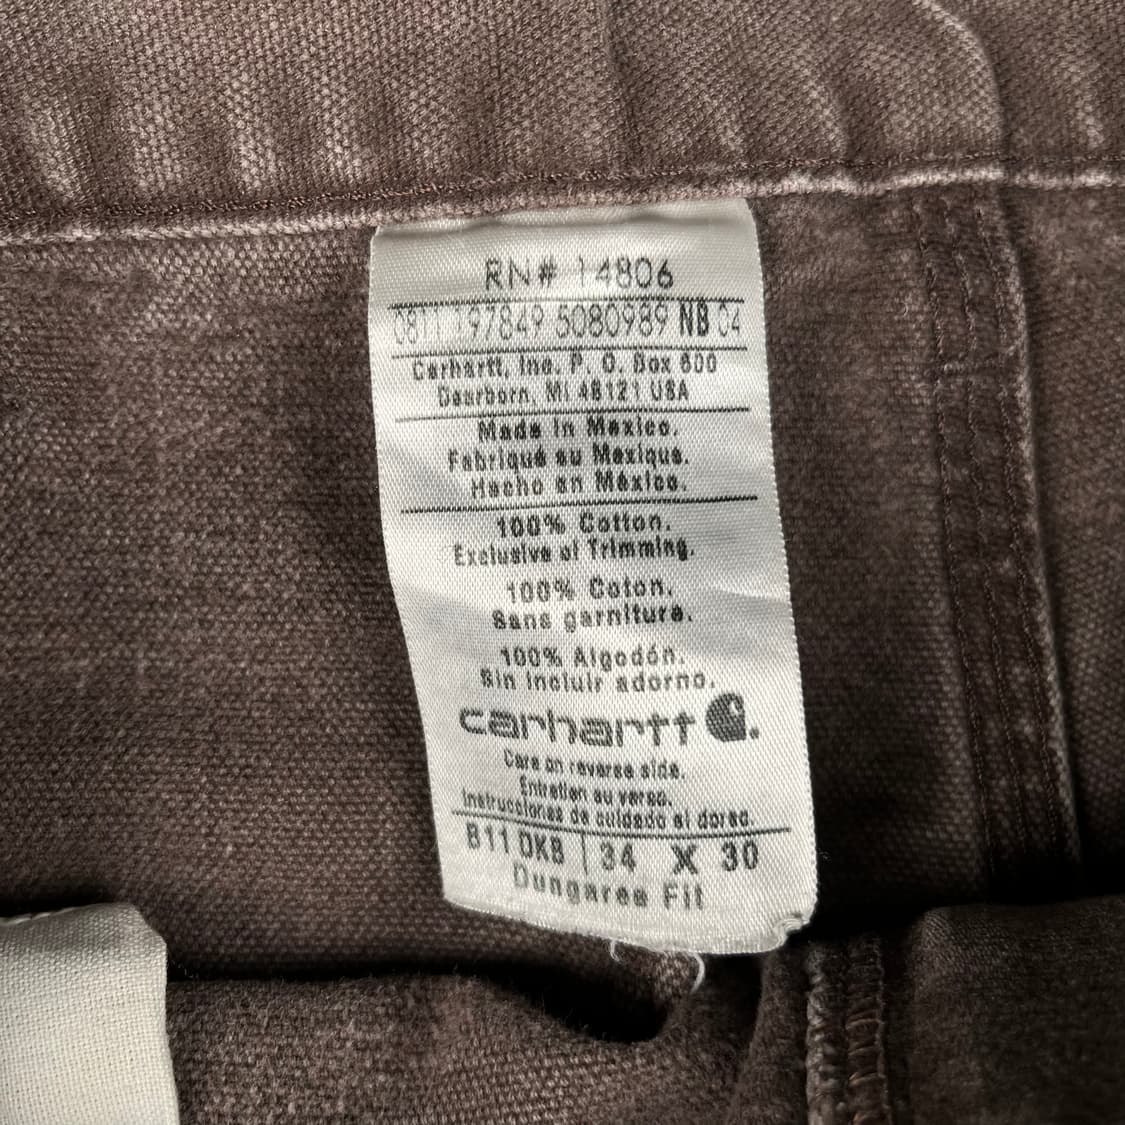 RN# 14806
0811 197849 5080989 NB 04
Carhartt, Inc. P. O. Box 600
Dearborn, MI 48121 USA
Made in Mexico.
Fabriqué au Mexique.
Hecho en México.
100% Cotton.
Exclusive of Trimming.
100% Coton.
Sans garniture.
100% Algodón.
Sin incluir adorno.
carhartt
Care on reverse side.
Entretien au verso.
Instrucciones de cuidado al dorso.
B11 DKB 34 X 30
Dungaree Fit